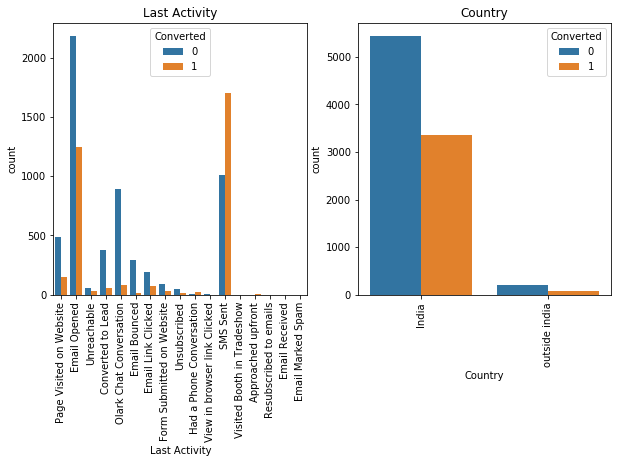 Last Activity
Converted
0
1
2000
1500
1000
500
0
count
Page Visited on Website
Email Opened
Unreachable
Converted to Lead
Olark Chat Conversation
Email Bounced
Email Link Clicked
Form Submitted on Website
Unsubscribed
Had a Phone Conversation
View in browser link Clicked
SMS Sent
Visited Booth in Tradeshow
Approached upfront
Resubscribed to emails
Email Received
Email Marked Spam
Last Activity
Country
Converted
0
1
5000
4000
3000
2000
1000
0
count
India
outside india
Country